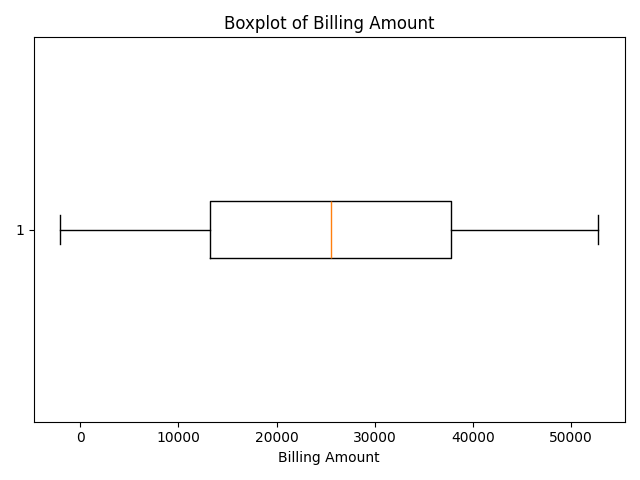 Boxplot of Billing Amount
1
0 10000 20000 30000 40000 50000
Billing Amount